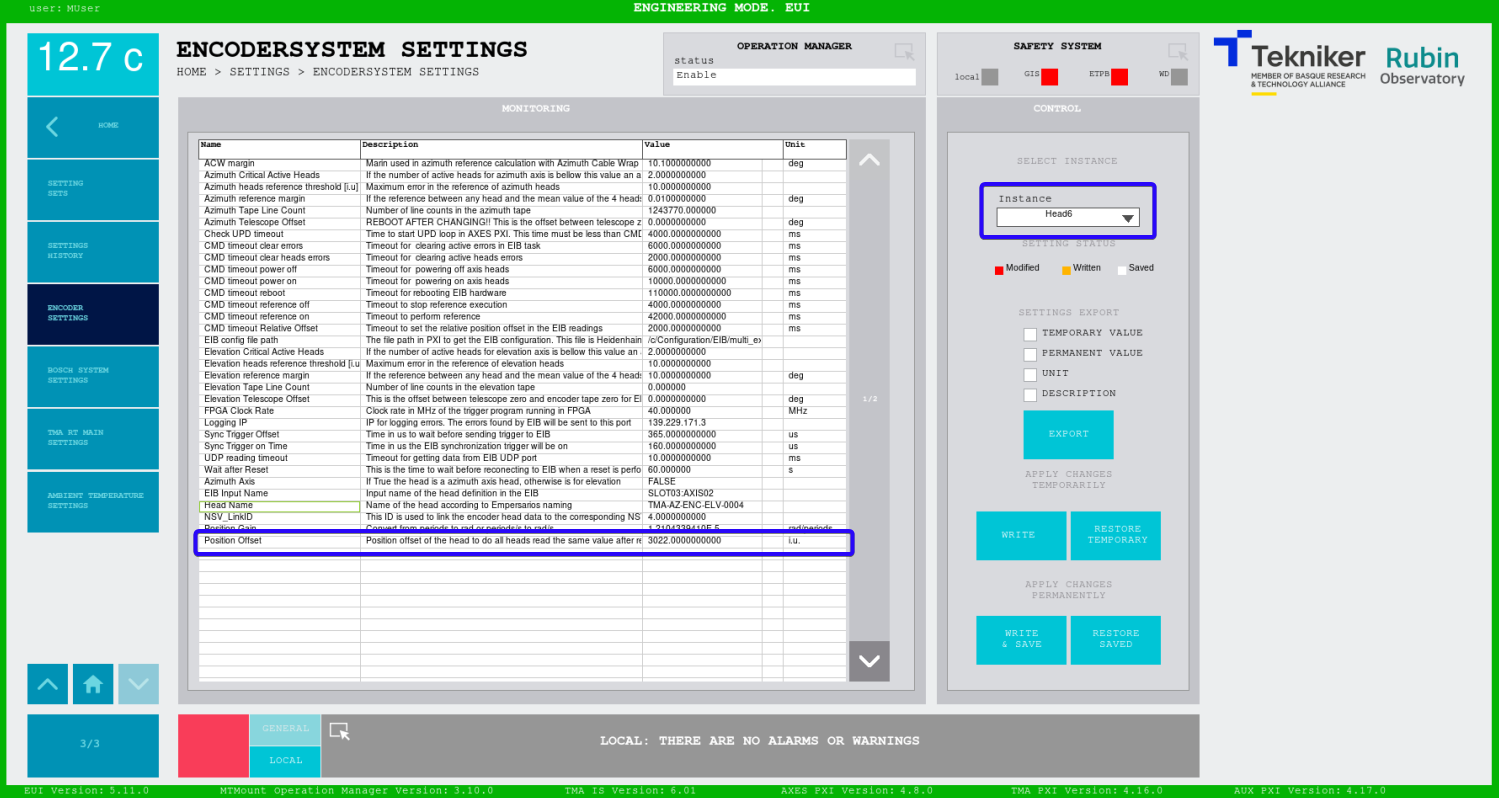 user: MUser
ENGINEERING MODE. EUI
12.7 c
ENCODERSYSTEM SETTINGS
HOME > SETTINGS > ENCODERSYSTEM SETTINGS
OPERATION MANAGER
status
Enable
SAFETY SYSTEM
local GIS ETPB WD
Tekniker
MEMBER OF BASQUE RESEARCH
& TECHNOLOGY ALLIANCE
Rubin
Observatory
HOME
SETTING
SETS
SETTINGS
HISTORY
ENCODER
SETTINGS
BOSCH SYSTEM
SETTINGS
TMA RT MAIN
SETTINGS
AMBIENT TEMPERATURE
SETTINGS
3/3
MONITORING
Name Description Value Unit
ACW margin Marin used in azimuth reference calculation with Azimuth Cable Wrap 10.1000000000 deg
Azimuth Critical Active Heads If the number of active heads for azimuth axis is bellow this value an a 2.0000000000
Azimuth heads reference threshold [i.u] Maximum error in the reference of azimuth heads 10.0000000000
Azimuth reference margin If the reference between any head and the mean value of the 4 heads 0.0100000000 deg
Azimuth Tape Line Count Number of line counts in the azimuth tape 1243770.000000
Azimuth Telescope Offset REBOOT AFTER CHANGING!! This is the offset between telescope z 0.0000000000 deg
Check UPD timeout Time to start UPD loop in AXES PXI. This time must be less than CMD 4000.0000000000 ms
CMD timeout clear errors Timeout for clearing active errors in EIB task 6000.0000000000 ms
CMD timeout clear heads errors Timeout for clearing active heads errors 2000.0000000000 ms
CMD timeout power off Timeout for powering off axis heads 6000.0000000000 ms
CMD timeout power on Timeout for powering on axis heads 10000.0000000000 ms
CMD timeout reboot Timeout for rebooting EIB hardware 110000.0000000000 ms
CMD timeout reference off Timeout to stop reference execution 4000.0000000000 ms
CMD timeout reference on Timeout to perform reference 42000.0000000000 ms
CMD timeout Relative Offset Timeout to set the relative position offset in the EIB readings 2000.0000000000 ms
EIB config file path The file path in PXI to get the EIB configuration. This file is Heidenhain /c/Configuration/EIB/multi_ex
Elevation Critical Active Heads If the number of active heads for elevation axis is bellow this value an 2.0000000000
Elevation heads reference threshold [i.u Maximum error in the reference of elevation heads 10.0000000000
Elevation reference margin If the reference between any head and the mean value of the 4 heads 10.0000000000 deg
Elevation Tape Line Count Number of line counts in the elevation tape 0.000000
Elevation Telescope Offset This is the offset between telescope zero and encoder tape zero for El 0.0000000000 deg
FPGA Clock Rate Clock rate in MHz of the trigger program running in FPGA 40.000000 MHz
Logging IP IP for logging errors. The errors found by EIB will be sent to this port 139.229.171.3
Sync Trigger Offset Time in us to wait before sending trigger to EIB 365.0000000000 us
Sync Trigger on Time Time in us the EIB synchronization trigger will be on 160.0000000000 us
UDP reading timeout Timeout for getting data from EIB UDP port 10.0000000000 ms
Wait after Reset This is the time to wait before reconecting to EIB when a reset is perfo 60.000000 s
Azimuth Axis If True the head is a azimuth axis head, otherwise is for elevation FALSE
EIB Input Name Input name of the head definition in the EIB SLOT03:AXIS02
Head Name Name of the head according to Empersarios naming TMA-AZ-ENC-ELV-0004
NSV_LinkID This ID is used to link the encoder head data to the corresponding NS 4.0000000000
Position Gain Convert from periods to rad or periods/s to rad/s 1.2104339410E-5 rad/periods
Position Offset Position offset of the head to do all heads read the same value after re 3022.0000000000 i.u.
1/2
CONTROL
SELECT INSTANCE
Instance
Head6
SETTING STATUS
Modified Written Saved
SETTINGS EXPORT
TEMPORARY VALUE
PERMANENT VALUE
UNIT
DESCRIPTION
EXPORT
APPLY CHANGES
TEMPORARILY
WRITE
RESTORE
TEMPORARY
APPLY CHANGES
PERMANENTLY
WRITE
& SAVE
RESTORE
SAVED
GENERAL
LOCAL
LOCAL: THERE ARE NO ALARMS OR WARNINGS
EUI Version: 5.11.0 MTMount Operation Manager Version: 3.10.0 TMA IS Version: 6.01 AXES PXI Version: 4.8.0 TMA PXI Version: 4.16.0 AUX PXI Version: 4.17.0